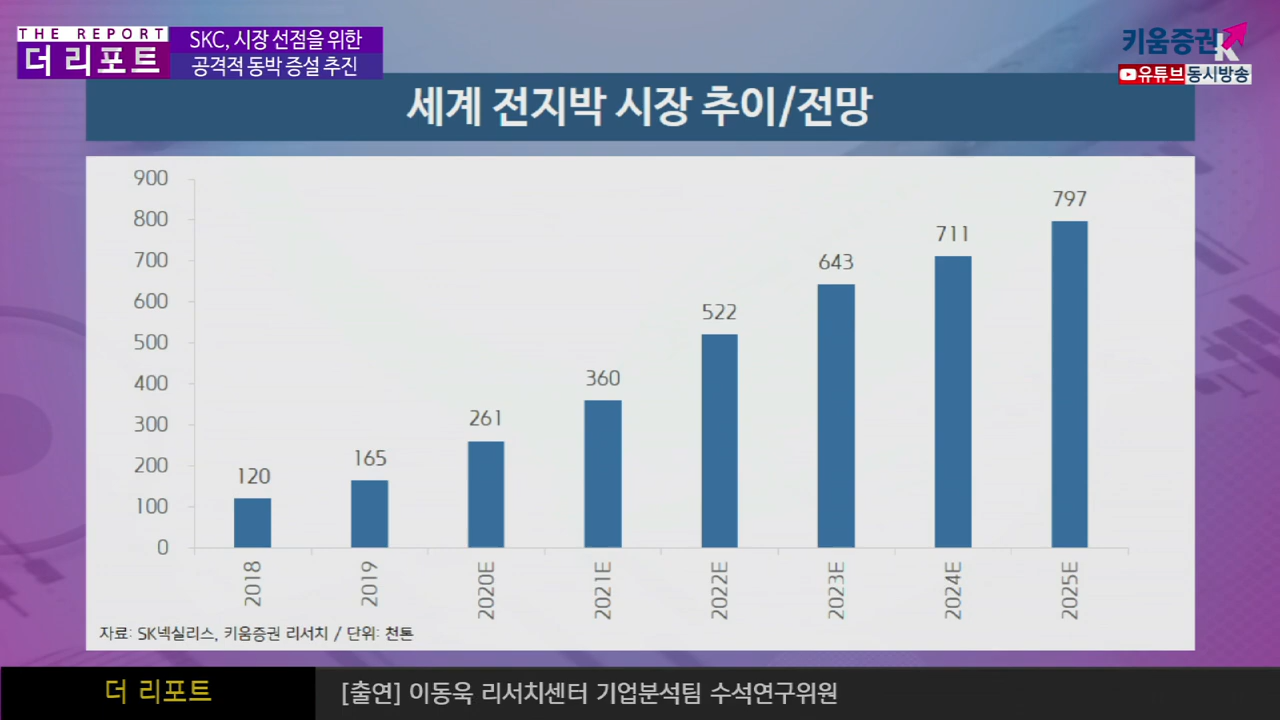 THE REPORT
더 리포트
SKC, 시장 선점을 위한
공격적 동박 증설 추진
키움증권
K
유튜브 동시방송
세계 전지박 시장 추이/전망
900
800
700
600
500
400
300
200
100
0
120
165
261
360
522
643
711
797
2018
2019
2020E
2021E
2022E
2023E
2024E
2025E
자료: SK넥실리스, 키움증권 리서치 / 단위: 천톤
더 리포트
[출연] 이동욱 리서치센터 기업분석팀 수석연구위원